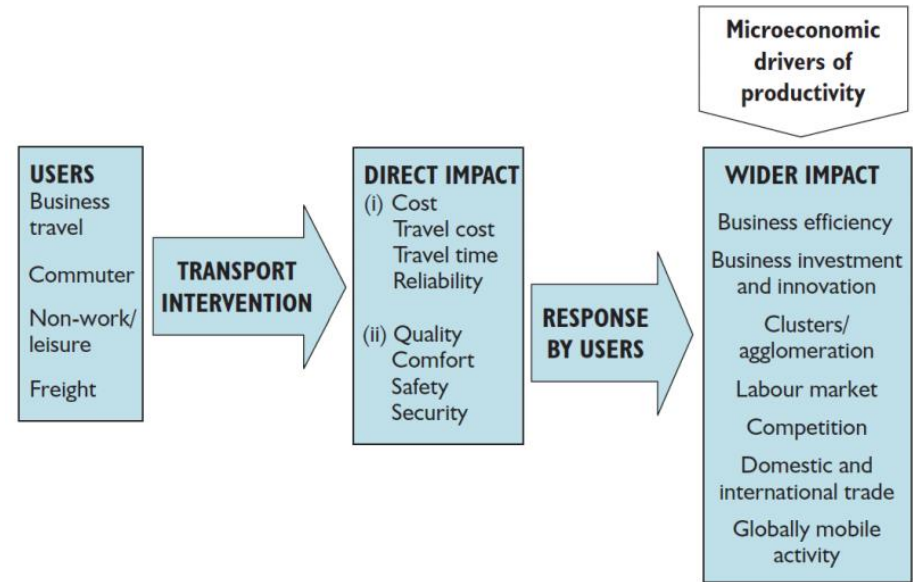 Microeconomic
drivers of
productivity
USERS
Business
travel
Commuter
Non-work/
leisure
Freight
TRANSPORT
INTERVENTION
DIRECT IMPACT
(i) Cost
Travel cost
Travel time
Reliability
(ii) Quality
Comfort
Safety
Security
RESPONSE
BY USERS
WIDER IMPACT
Business efficiency
Business investment
and innovation
Clusters/
agglomeration
Labour market
Competition
Domestic and
international trade
Globally mobile
activity